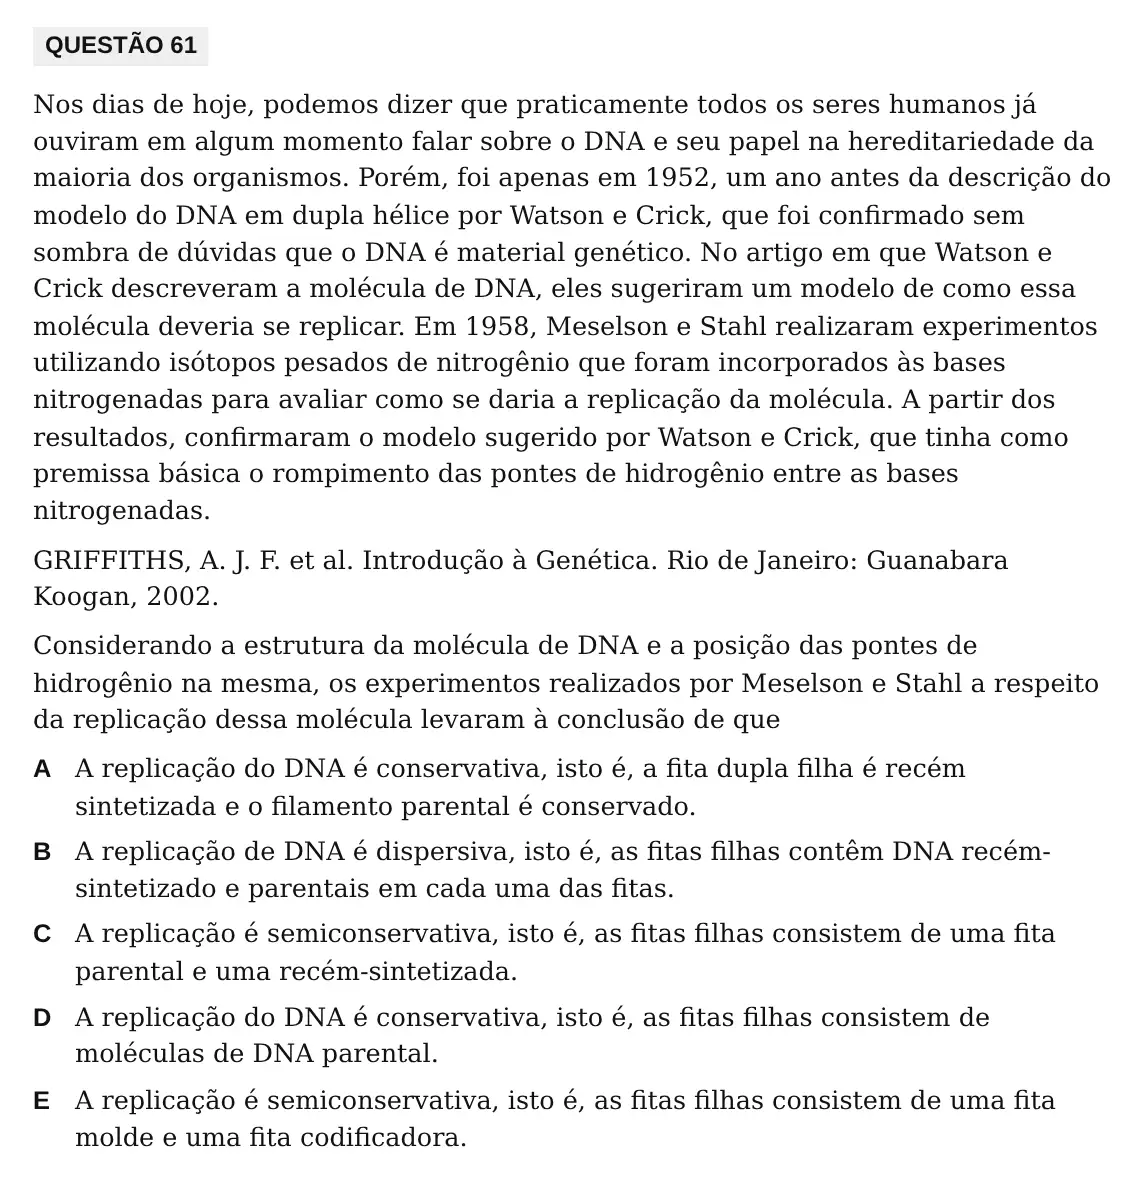 QUESTÃO 61
Nos dias de hoje, podemos dizer que praticamente todos os seres humanos já
ouviram em algum momento falar sobre o DNA e seu papel na hereditariedade da
maioria dos organismos. Porém, foi apenas em 1952, um ano antes da descrição do
modelo do DNA em dupla hélice por Watson e Crick, que foi confirmado sem
sombra de dúvidas que o DNA é material genético. No artigo em que Watson e
Crick descreveram a molécula de DNA, eles sugeriram um modelo de como essa
molécula deveria se replicar. Em 1958, Meselson e Stahl realizaram experimentos
utilizando isótopos pesados de nitrogênio que foram incorporados às bases
nitrogenadas para avaliar como se daria a replicação da molécula. A partir dos
resultados, confirmaram o modelo sugerido por Watson e Crick, que tinha como
premissa básica o rompimento das pontes de hidrogênio entre as bases
nitrogenadas.
GRIFFITHS, A. J. F. et al. Introdução à Genética. Rio de Janeiro: Guanabara
Koogan, 2002.
Considerando a estrutura da molécula de DNA e a posição das pontes de
hidrogênio na mesma, os experimentos realizados por Meselson e Stahl a respeito
da replicação dessa molécula levaram à conclusão de que
A A replicação do DNA é conservativa, isto é, a fita dupla filha é recém
sintetizada e o filamento parental é conservado.
B A replicação de DNA é dispersiva, isto é, as fitas filhas contêm DNA recém-
sintetizado e parentais em cada uma das fitas.
C A replicação é semiconservativa, isto é, as fitas filhas consistem de uma fita
parental e uma recém-sintetizada.
D A replicação do DNA é conservativa, isto é, as fitas filhas consistem de
moléculas de DNA parental.
E A replicação é semiconservativa, isto é, as fitas filhas consistem de uma fita
molde e uma fita codificadora.